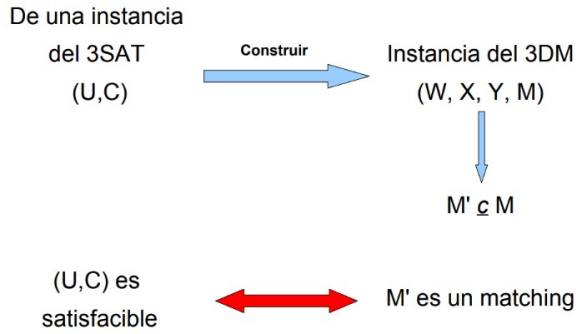 De una instancia
del 3SAT
(U,C)
Construir
Instancia del 3DM
(W, X, Y, M)
M' c M
(U,C) es
satisfacible
M' es un matching